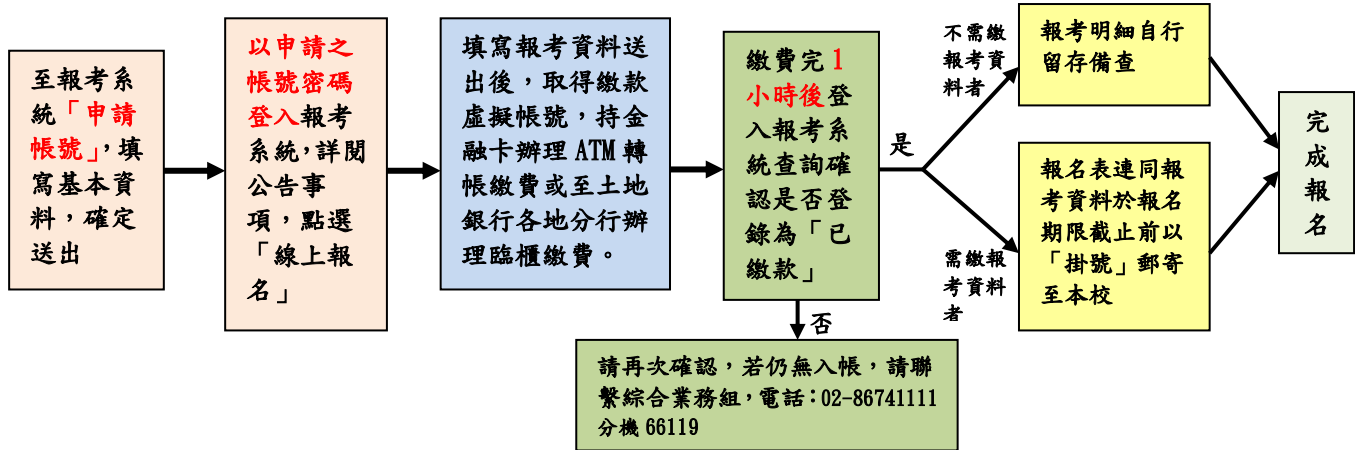 至報考系
統「申請
帳號」,填
寫基本資
料,確定
送出
以申請之
帳號密碼
登入報考
系統,詳閱
公告事
項,點選
「線上報
名」
填寫報考資料送
出後,取得繳款
虛擬帳號,持金
融卡辦理 ATM 轉
帳繳費或至土地
銀行各地分行辦
理臨櫃繳費。
繳費完 1
小時後登
入報考系
統查詢確
認是否登
錄為「已
繳款」
是
否
請再次確認,若仍無入帳,請聯
繫綜合業務組,電話:02-86741111
分機 66119
不需繳
報考資
料者
報考明細自行
留存備查
需繳報
考資料
者
報名表連同報
考資料於報名
期限截止前以
「掛號」郵寄
至本校
完
成
報
名